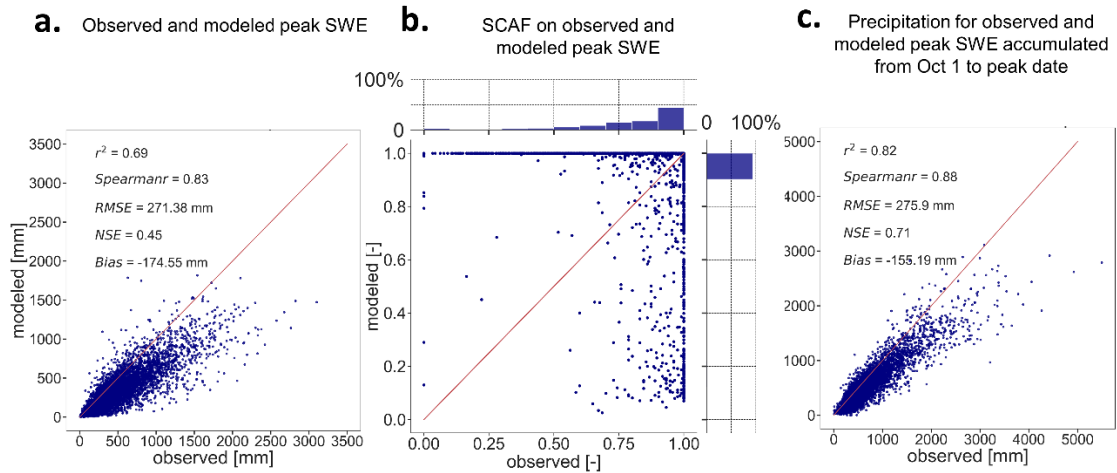 a.
Observed and modeled peak SWE
3500
3000
2500
2000
1500
1000
500
0
modeled [mm]
r² = 0.69
Spearmanr = 0.83
RMSE = 271.38 mm
NSE = 0.45
Bias = -174.55 mm
0 500 1000 1500 2000 2500 3000 3500
observed [mm]
b.
SCAF on observed and
modeled peak SWE
100%
0
0 100%
1.0
0.8
0.6
0.4
0.2
0.0
modeled [-]
0.00 0.25 0.50 0.75 1.00
observed [-]
c.
Precipitation for observed and
modeled peak SWE accumulated
from Oct 1 to peak date
5000
4000
3000
2000
1000
0
modeled [mm]
r² = 0.82
Spearmanr = 0.88
RMSE = 275.9 mm
NSE = 0.71
Bias = -155.19 mm
0 1000 2000 3000 4000 5000
observed [mm]